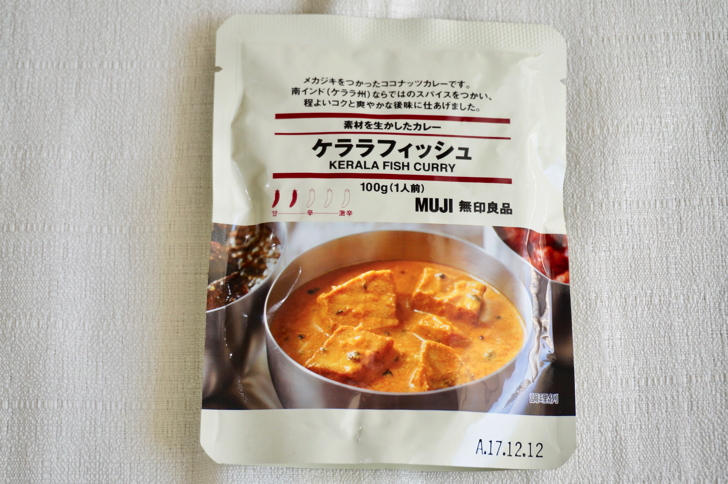 メカジキをつかったココナッツカレーです。
南インド（ケララ州）ならではのスパイスをつかい、
程よいコクと爽やかな後味に仕あげました。
素材を生かしたカレー
ケララフィッシュ
KERALA FISH CURRY
100g（1人前）
甘 辛 激辛
MUJI 無印良品
調理例
A.17.12.12